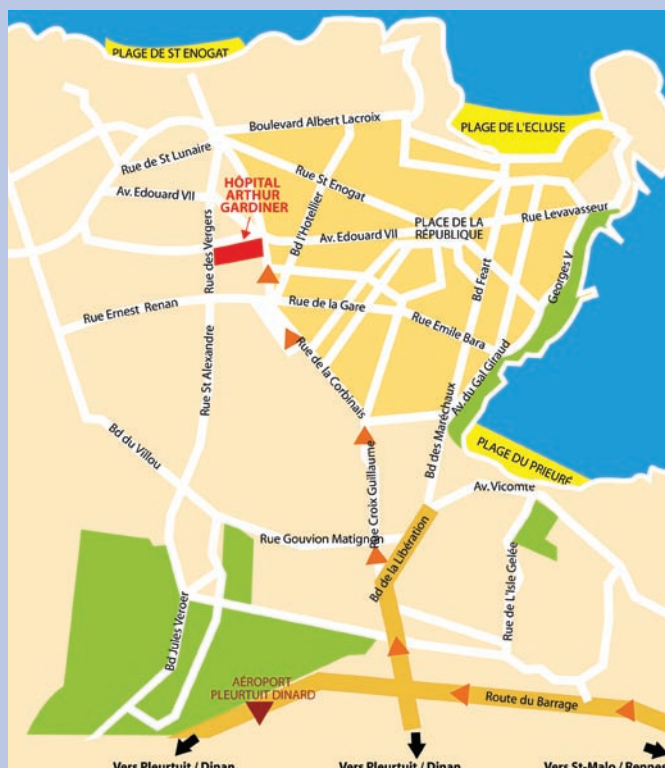 PLAGE DE ST ENOGAT
Boulevard Albert Lacroix
PLAGE DE L'ECLUSE
Rue de St Lunaire
Rue St Enogat
Av. Edouard VII
HÔPITAL
ARTHUR
GARDINER
Bd l'Hotellier
Av. Edouard VII
PLACE DE LA
RÉPUBLIQUE
Rue Levavasseur
Rue des Vergers
Bd Feart
Georges V
Rue Ernest Renan
Rue de la Gare
Rue Emile Bara
Rue St Alexandre
Rue de la Corbinais
Av. du Gal Giraud
Bd des Maréchaux
Bd du Villou
PLAGE DU PRIEURÉ
Av. Vicomte
Rue Croix Guillaume
Rue Gouvion Matignon
Bd de la Libération
Rue de L'Isle Gelée
Bd Jules Veroer
AÉROPORT
PLEURTUIT DINARD
Route du Barrage
Vers Pleurtuit / Dinan
Vers Pleurtuit / Dinan
Vers St-Malo / Rennes